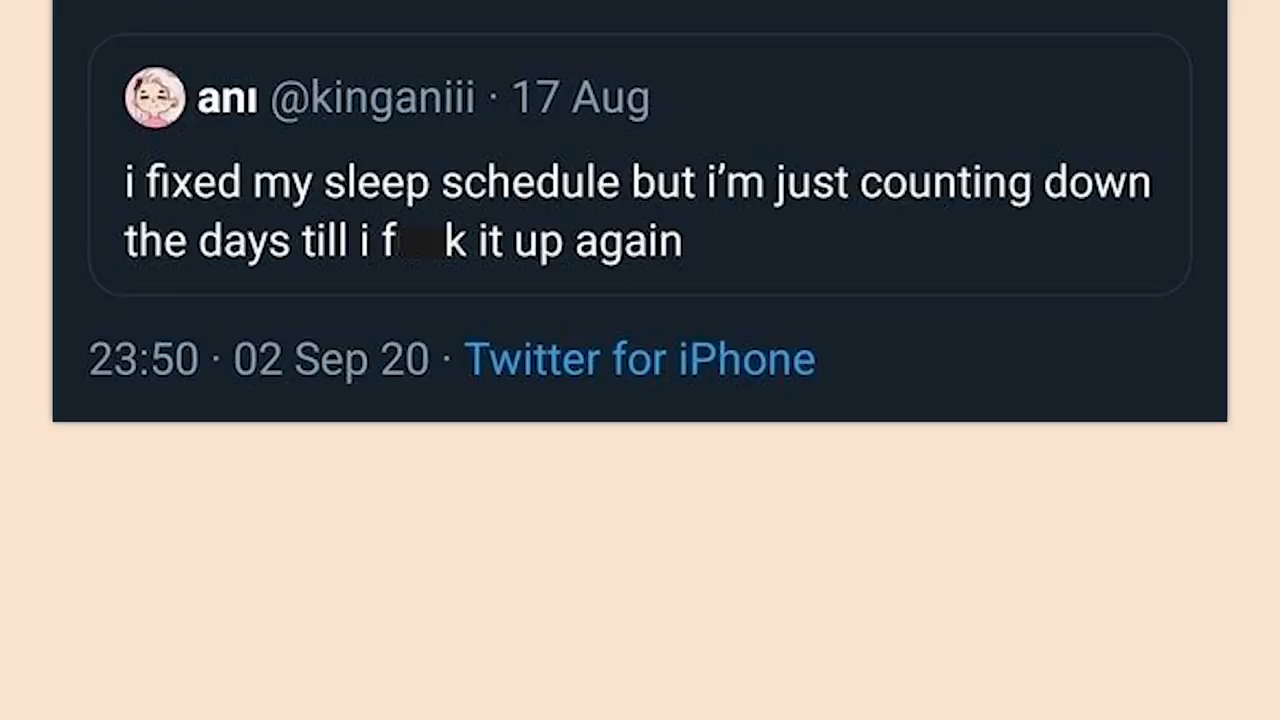 anı @kinganiii · 17 Aug
i fixed my sleep schedule but i’m just counting down
the days till i f k it up again
23:50 · 02 Sep 20 · Twitter for iPhone